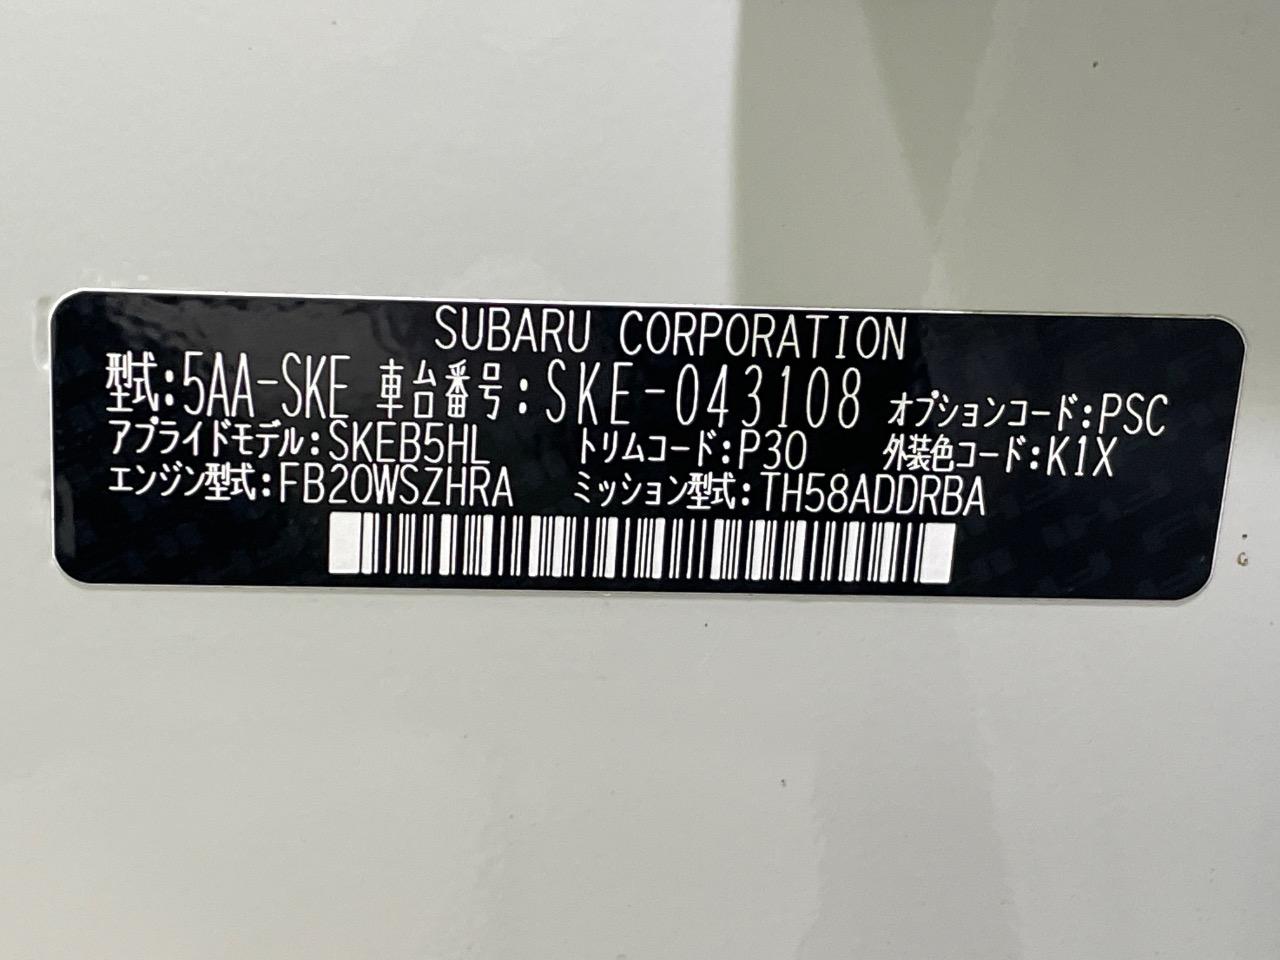 SUBARU CORPORATION
型式:5AA-SKE 車台番号:SKE-043108 オプションコード:PSC
アプライドモデル:SKEB5HL トリムコード:P30 外装色コード:K1X
エンジン型式:FB20WSZHRA ミッション型式:TH58ADDRBA